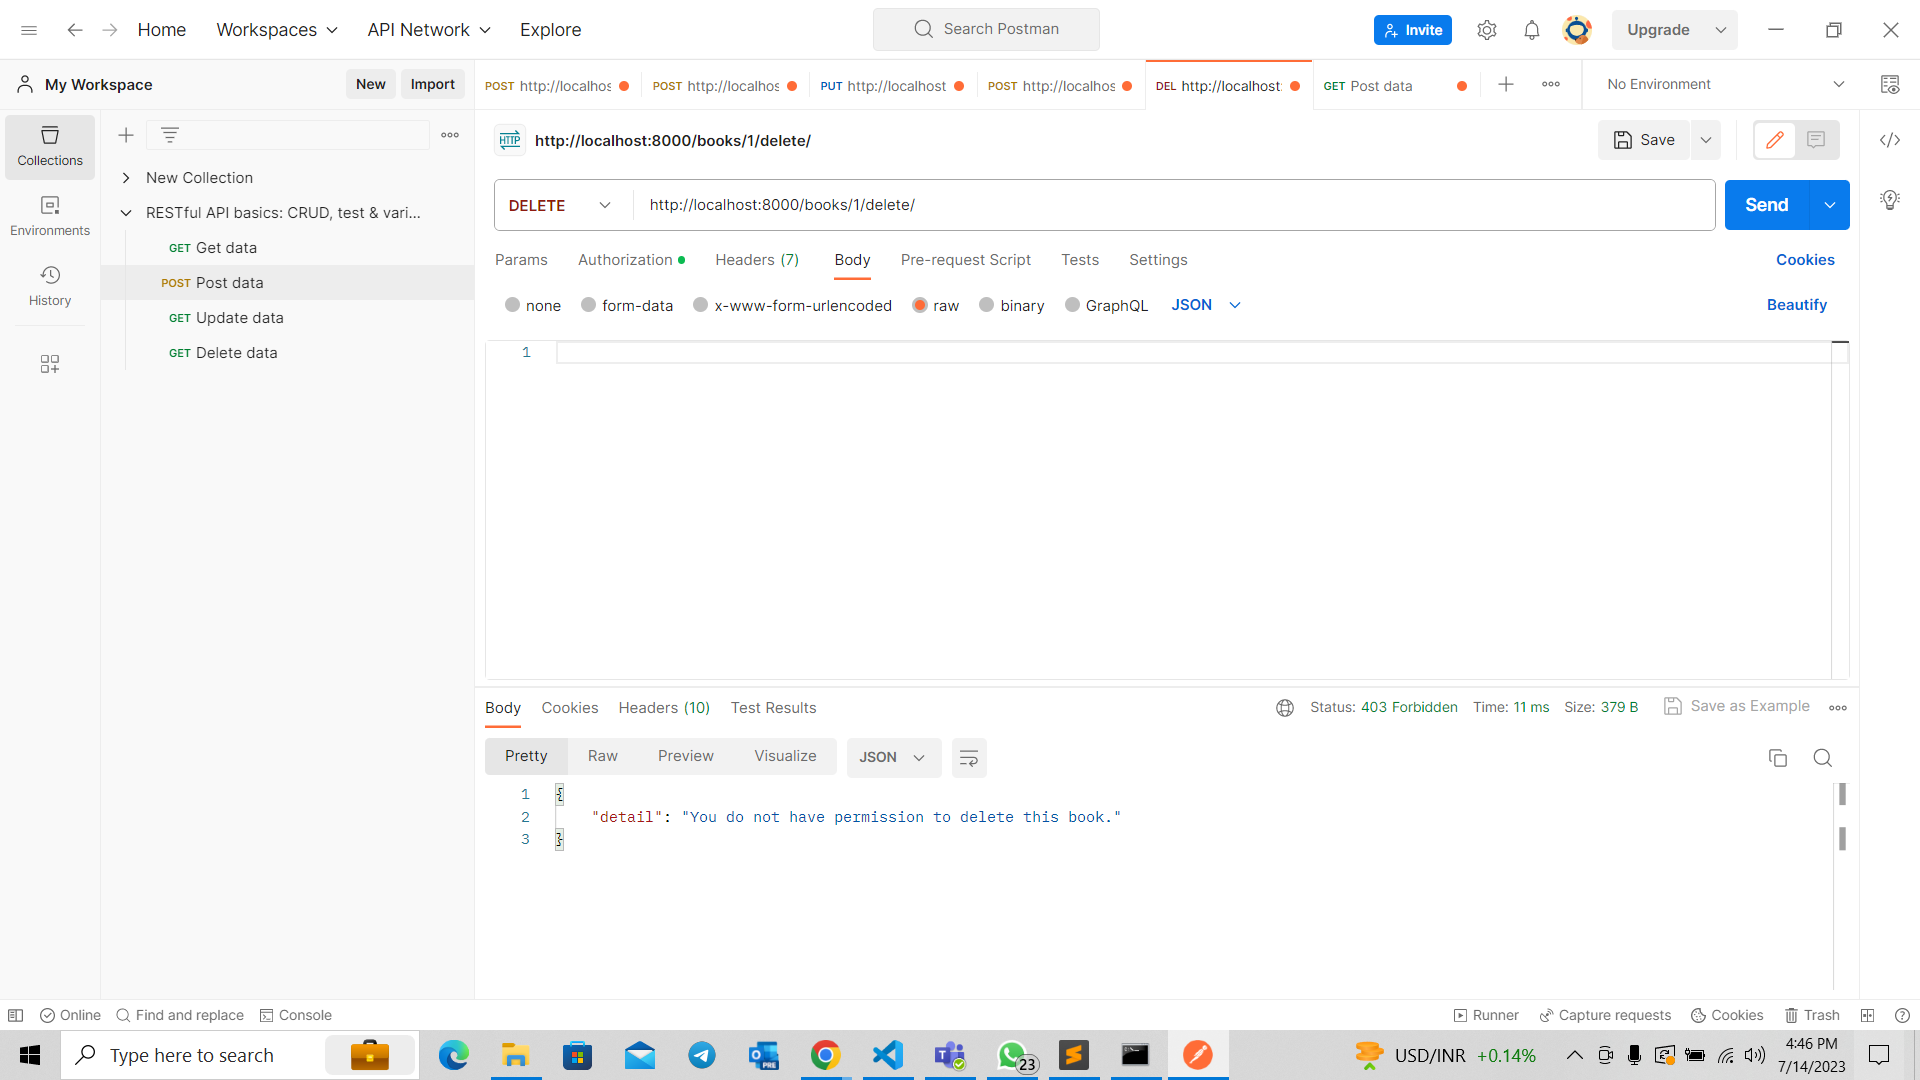 Home Workspaces API Network Explore Search Postman Invite Upgrade
My Workspace New Import POST http://localhos POST http://localhos PUT http://localhost POST http://localhos DEL http://localhost: GET Post data No Environment
Collections
Environments
History
New Collection
RESTful API basics: CRUD, test & vari...
GET Get data
POST Post data
GET Update data
GET Delete data
HTTP http://localhost:8000/books/1/delete/ Save
DELETE http://localhost:8000/books/1/delete/ Send
Params Authorization Headers (7) Body Pre-request Script Tests Settings Cookies
none form-data x-www-form-urlencoded raw binary GraphQL JSON Beautify
1
Body Cookies Headers (10) Test Results Status: 403 Forbidden Time: 11 ms Size: 379 B Save as Example
Pretty Raw Preview Visualize JSON
1 {
2 "detail": "You do not have permission to delete this book."
3 }
Online Find and replace Console Runner Capture requests Cookies Trash
Type here to search PRE 23 USD/INR +0.14% 4:46 PM
7/14/2023